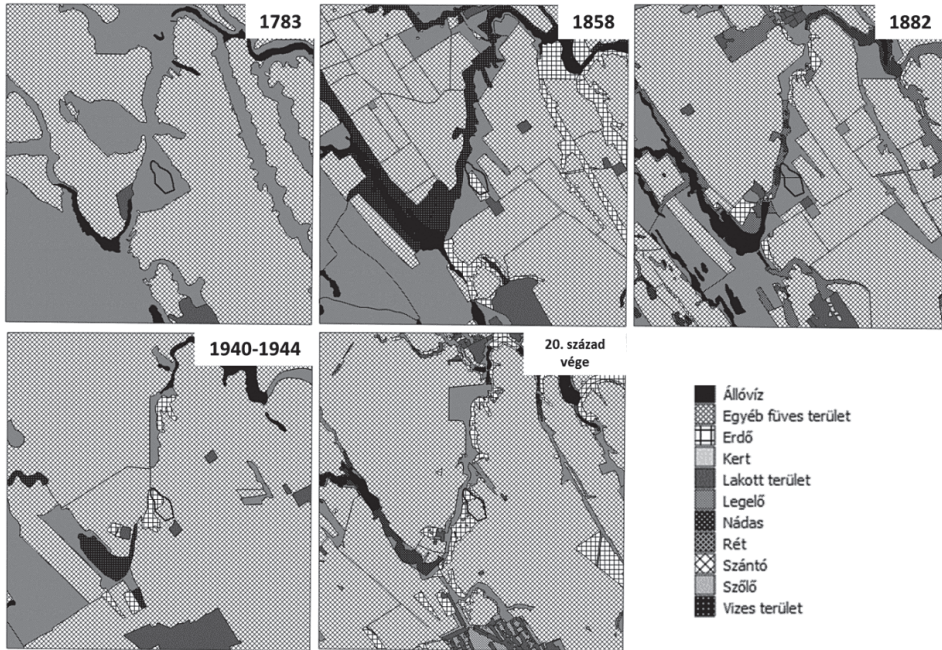 1783
1858
1882
1940-1944
20. század
vége
Állóvíz
Egyéb füves terület
Erdő
Kert
Lakott terület
Legelő
Nádas
Rét
Szántó
Szőlő
Vizes terület